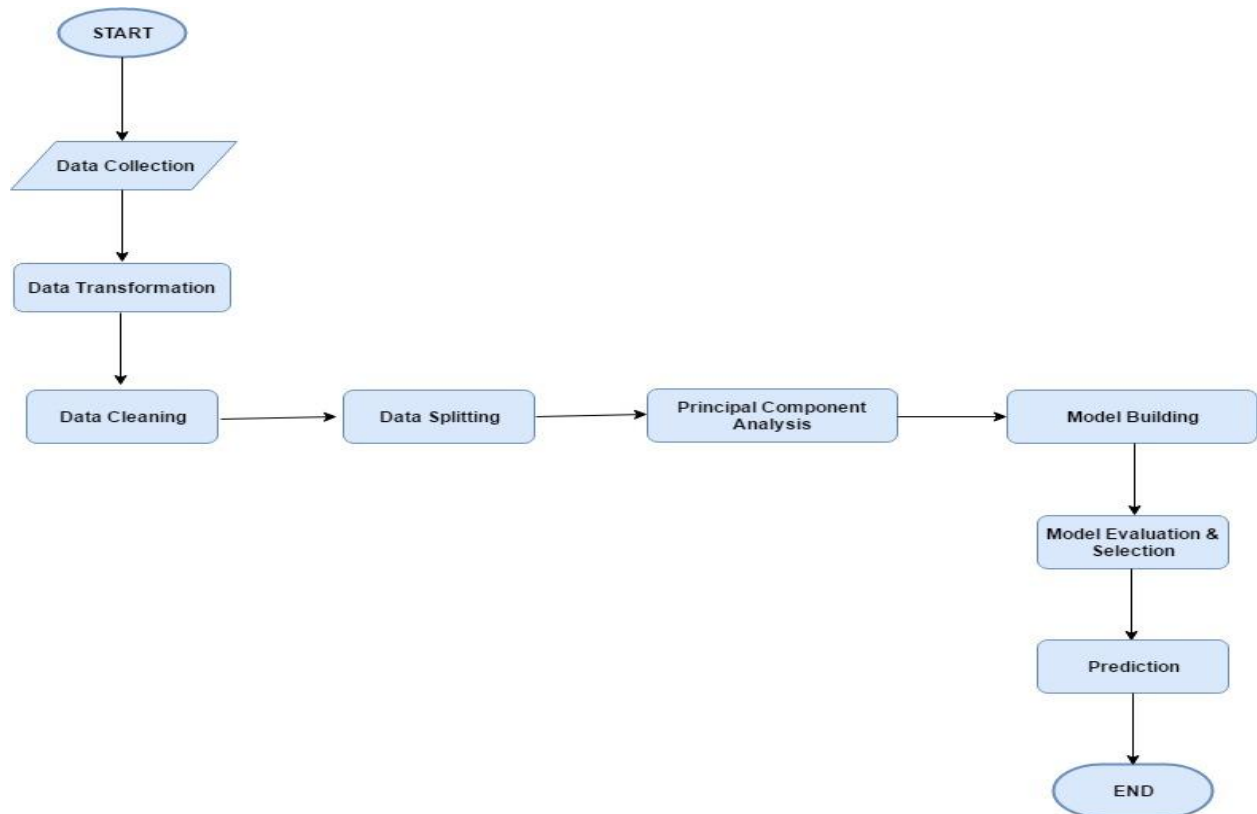 START
Data Collection
Data Transformation
Data Cleaning
Data Splitting
Principal Component
Analysis
Model Building
Model Evaluation &
Selection
Prediction
END